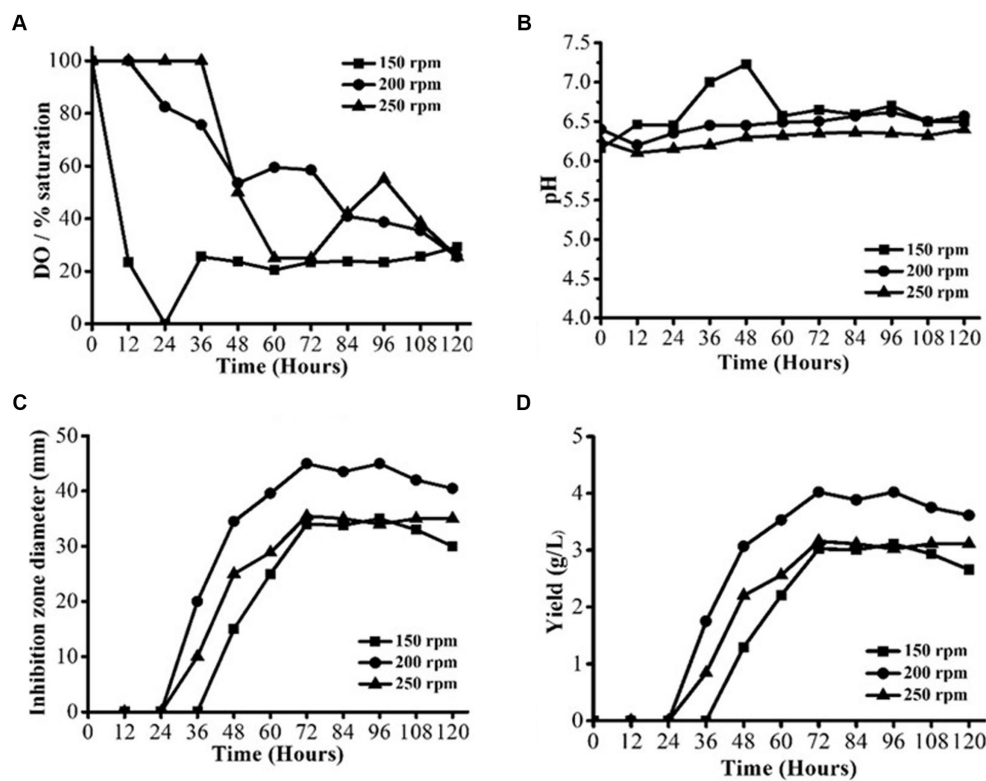 A
DO / % saturation
100
80
60
40
20
0
150 rpm
200 rpm
250 rpm
0 12 24 36 48 60 72 84 96 108 120
Time (Hours)
B
pH
7.5
7.0
6.5
6.0
5.5
5.0
4.5
4.0
150 rpm
200 rpm
250 rpm
0 12 24 36 48 60 72 84 96 108 120
Time (Hours)
C
Inhibition zone diameter (mm)
50
40
30
20
10
0
150 rpm
200 rpm
250 rpm
0 12 24 36 48 60 72 84 96 108 120
Time (Hours)
D
Yield (g/L)
5
4
3
2
1
0
150 rpm
200 rpm
250 rpm
0 12 24 36 48 60 72 84 96 108 120
Time (Hours)